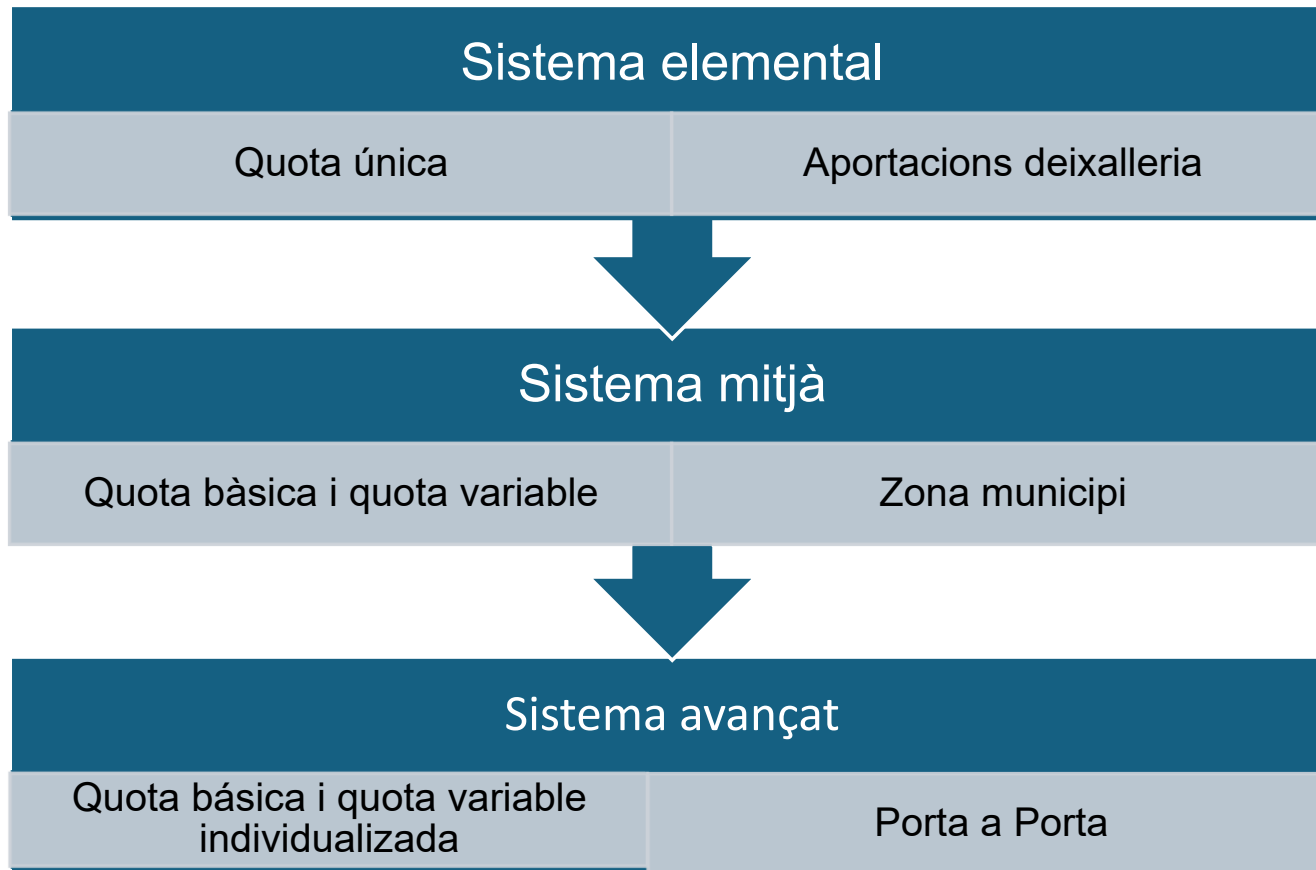 Sistema elemental
Quota única
Aportacions deixalleria
Sistema mitjà
Quota bàsica i quota variable
Zona municipi
Sistema avançat
Quota básica i quota variable
individualizada
Porta a Porta